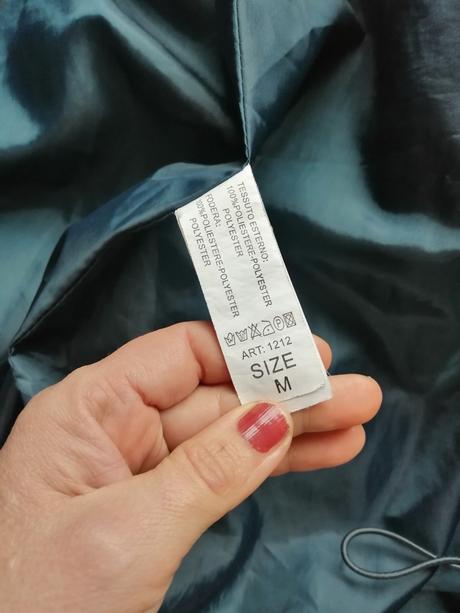 TESSUTO ESTERNO:
100%POLIESTERE-POLYESTER
POLYESTER
FODERA:
100%POLIESTERE-POLYESTER
POLYESTER
ART: 1212
SIZE
M